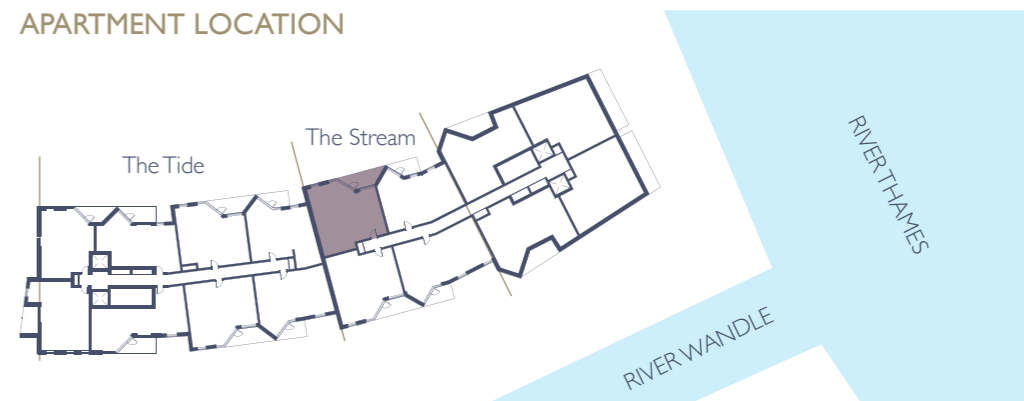 APARTMENT LOCATION
The Stream
The Tide
RIVER THAMES
RIVER WANDLE